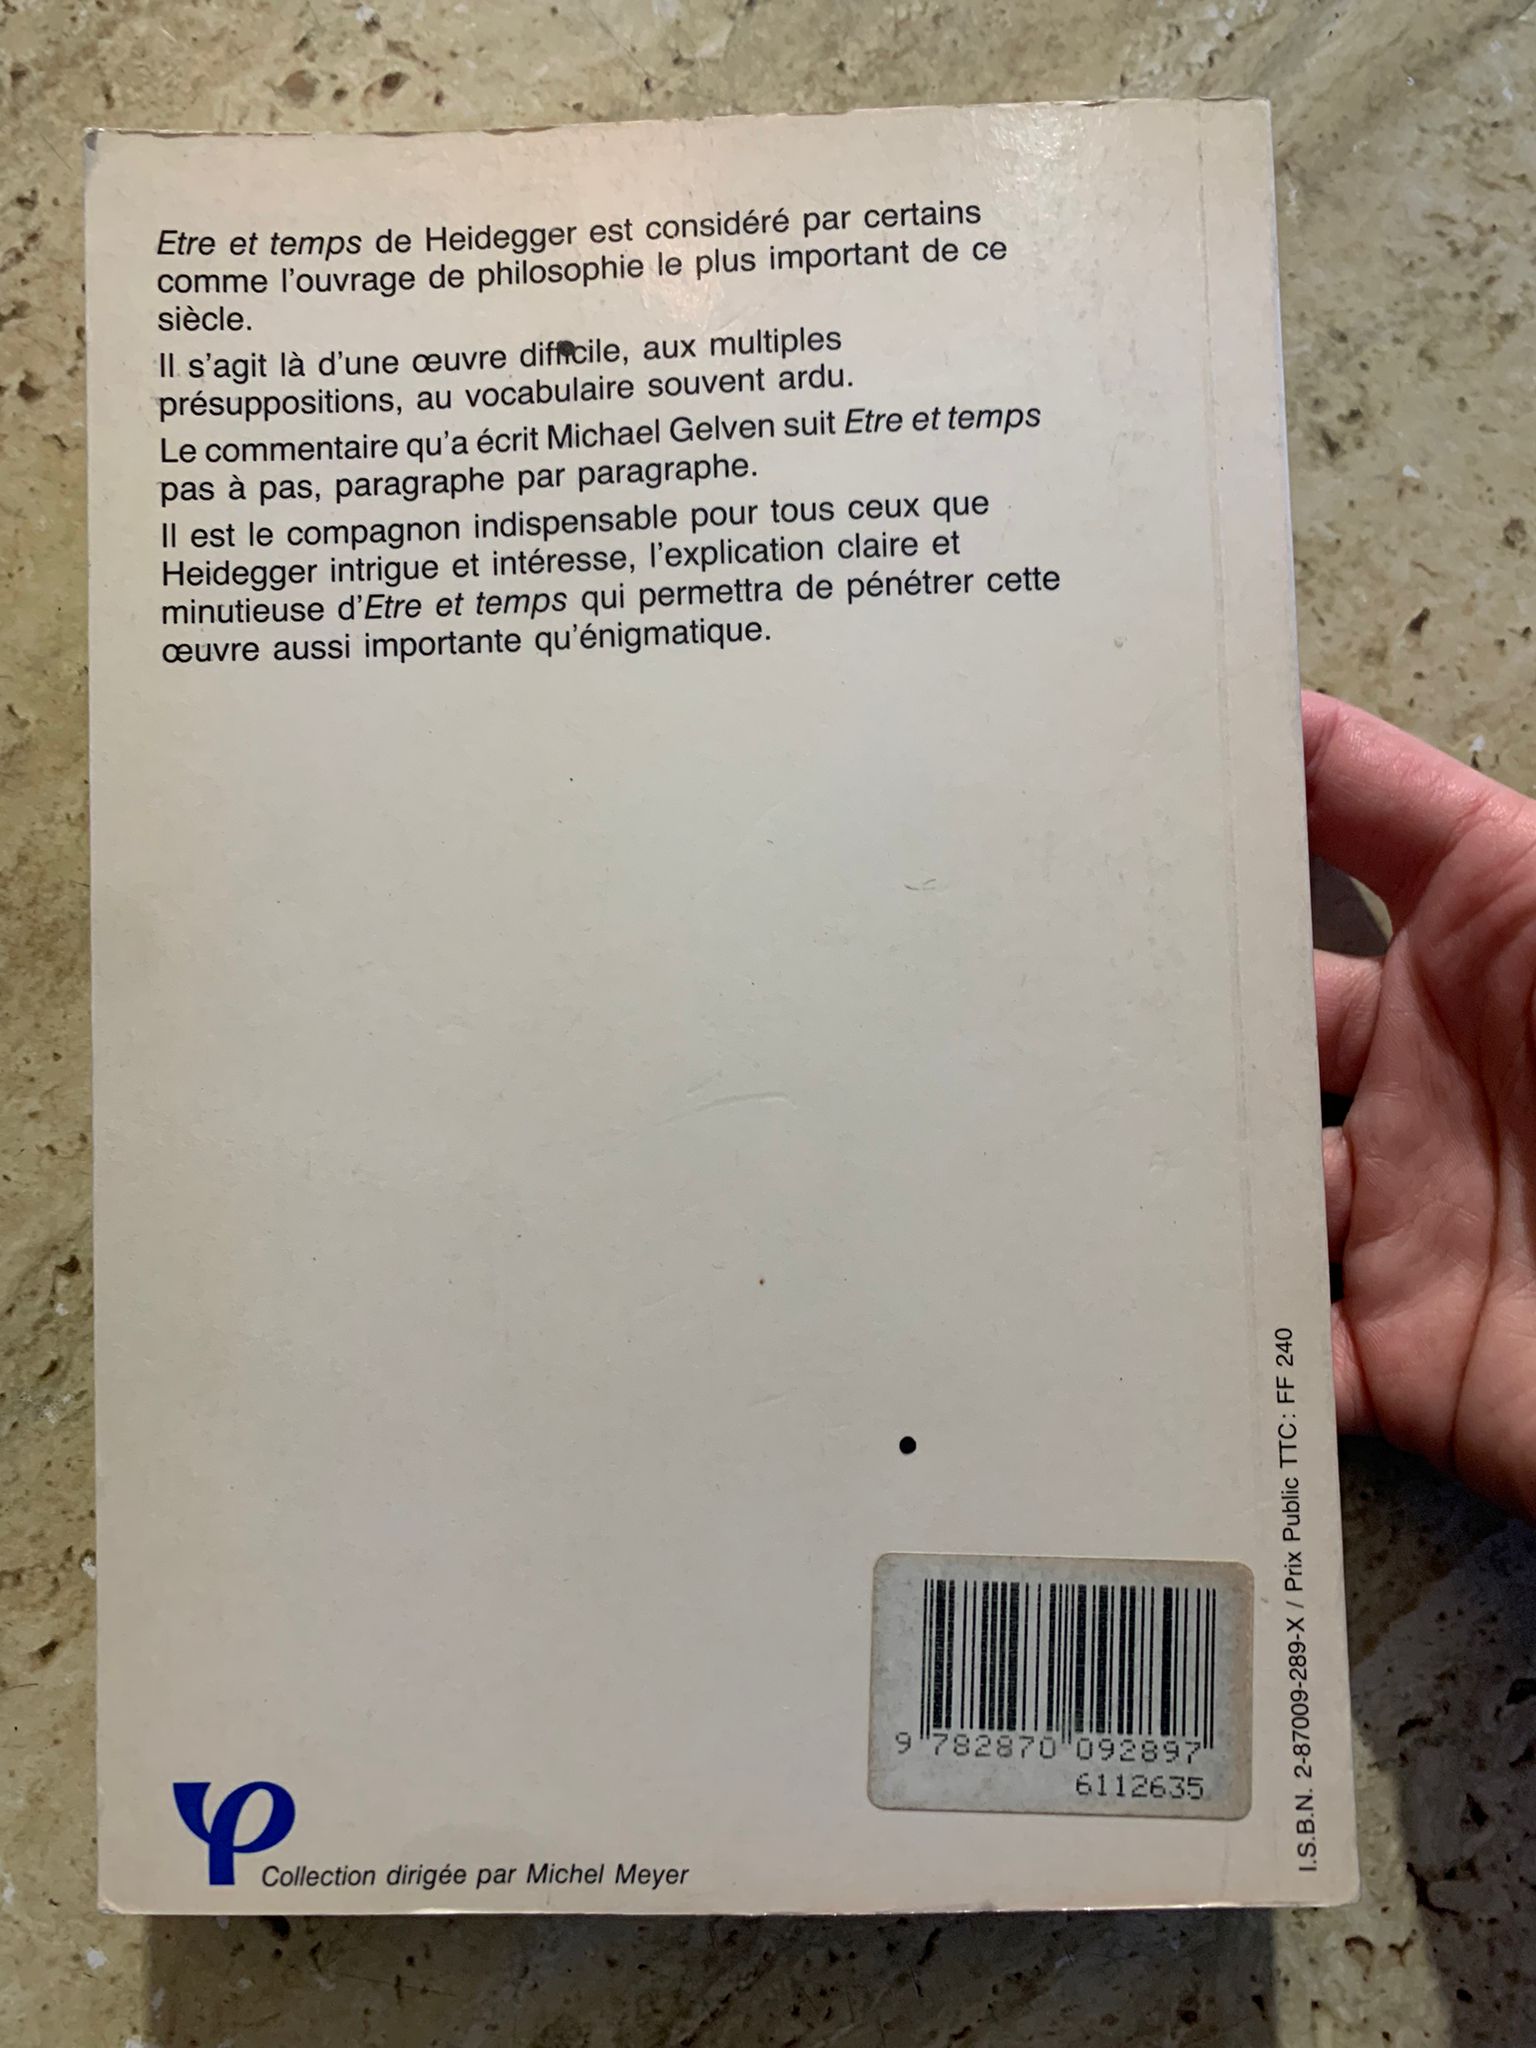 Etre et temps de Heidegger est considéré par certains
comme l'ouvrage de philosophie le plus important de ce
siècle.
Il s'agit là d'une œuvre difficile, aux multiples
présuppositions, au vocabulaire souvent ardu.
Le commentaire qu'a écrit Michael Gelven suit Etre et temps
pas à pas, paragraphe par paragraphe.
Il est le compagnon indispensable pour tous ceux que
Heidegger intrigue et intéresse, l'explication claire et
minutieuse d'Etre et temps qui permettra de pénétrer cette
œuvre aussi importante qu'énigmatique.
I.S.B.N. 2-87009-289-X / Prix Public TTC: FF 240
9 782870 092897
6112635
φ
Collection dirigée par Michel Meyer